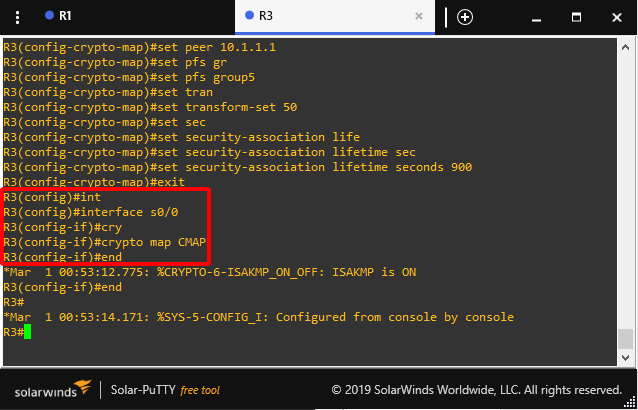 R1
R3
R3(config-crypto-map)#set peer 10.1.1.1
R3(config-crypto-map)#set pfs gr
R3(config-crypto-map)#set pfs group5
R3(config-crypto-map)#set tran
R3(config-crypto-map)#set transform-set 50
R3(config-crypto-map)#set sec
R3(config-crypto-map)#set security-association life
R3(config-crypto-map)#set security-association lifetime sec
R3(config-crypto-map)#set security-association lifetime seconds 900
R3(config-crypto-map)#exit
R3(config)#int
R3(config)#interface s0/0
R3(config-if)#cry
R3(config-if)#crypto map CMAP
R3(config-if)#end
*Mar  1 00:53:12.775: %CRYPTO-6-ISAKMP_ON_OFF: ISAKMP is ON
R3(config-if)#end
R3#
*Mar  1 00:53:14.171: %SYS-5-CONFIG_I: Configured from console by console
R3#
solarwinds Solar-PuTTY free tool © 2019 SolarWinds Worldwide, LLC. All rights reserved.